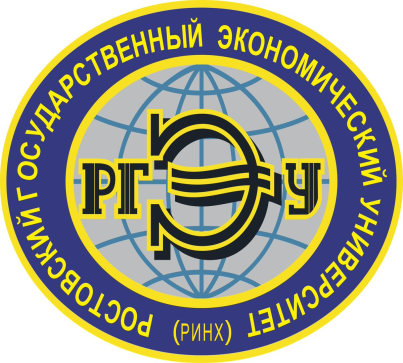 РОСТОВСКИЙ ГОСУДАРСТВЕННЫЙ ЭКОНОМИЧЕСКИЙ УНИВЕРСИТЕТ
РГЭУ
(РИНХ)